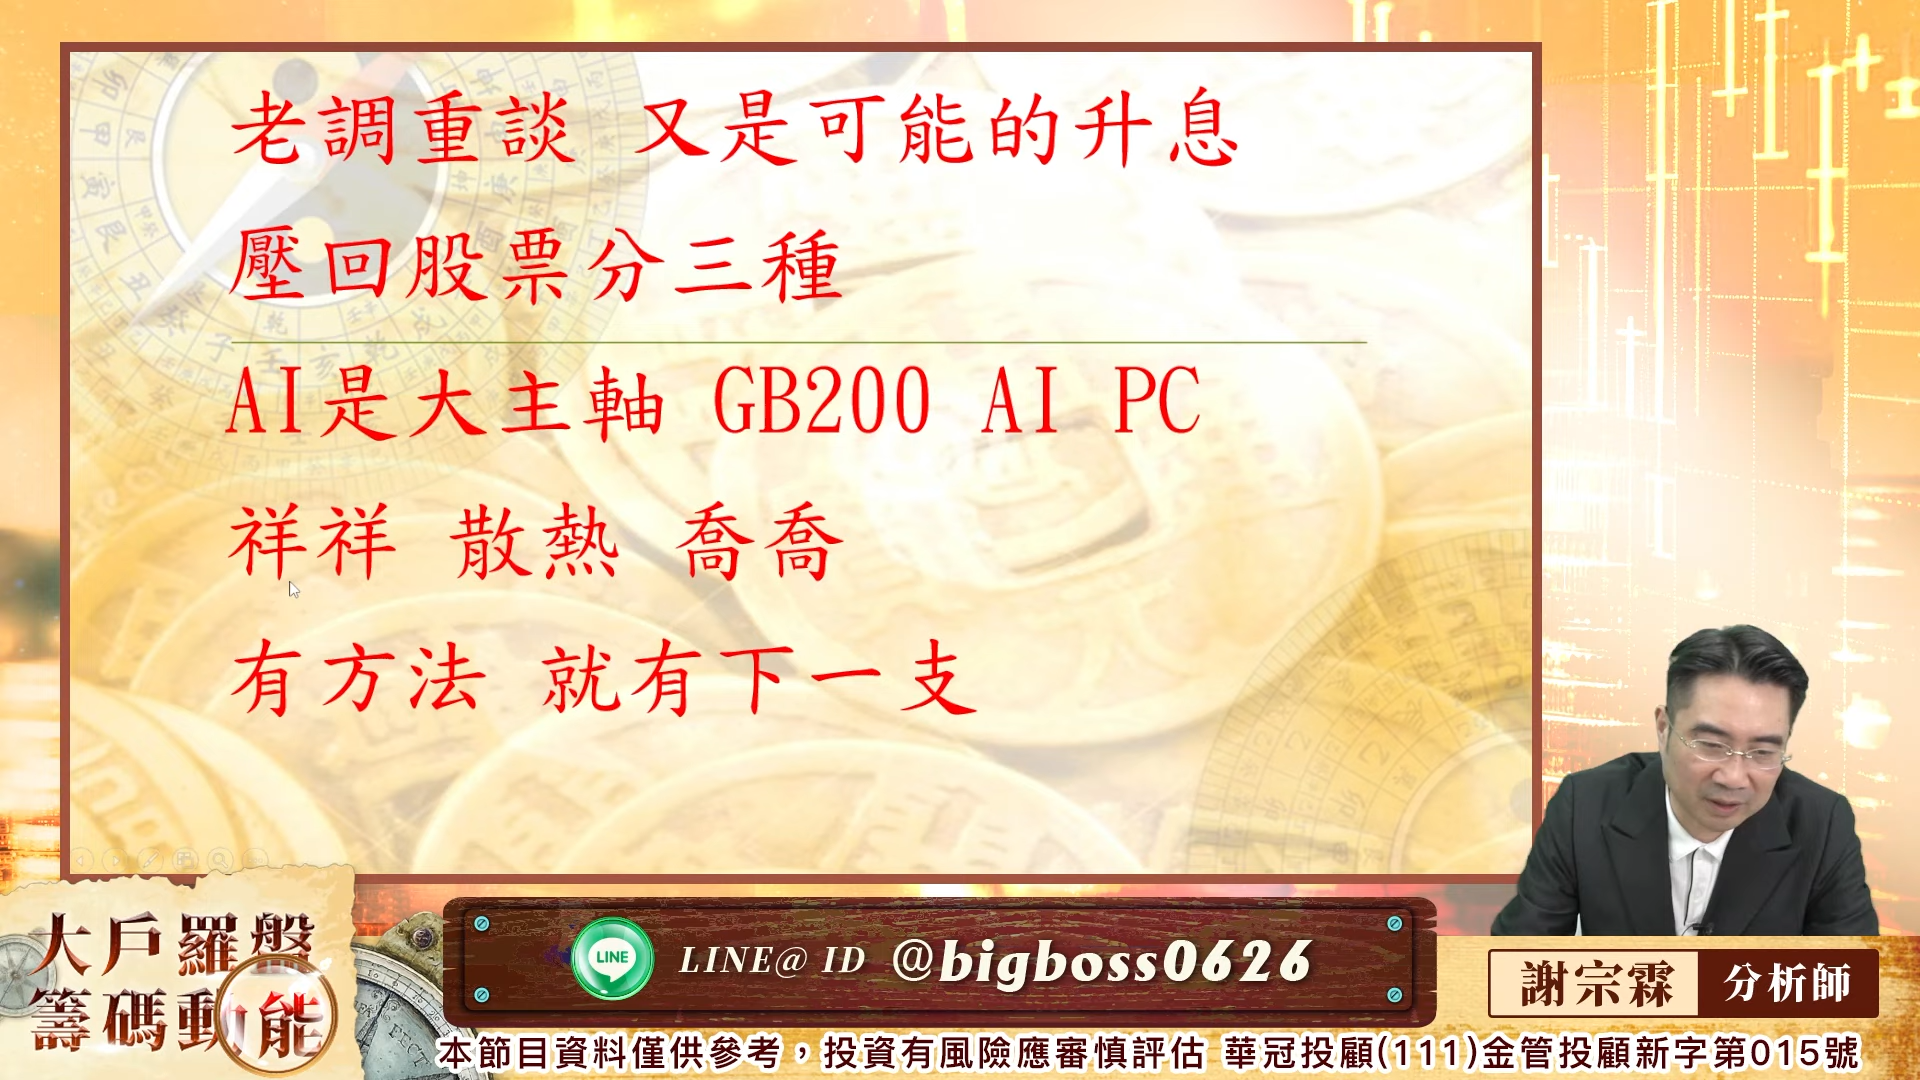 老調重談 又是可能的升息
壓回股票分三種
AI是大主軸 GB200 AI PC
祥祥 散熱 喬喬
有方法 就有下一支
大戶羅盤
籌碼動能
LINE
LINE@ ID @bigboss0626
謝宗霖 分析師
本節目資料僅供參考，投資有風險應審慎評估 華冠投顧(111)金管投顧新字第015號